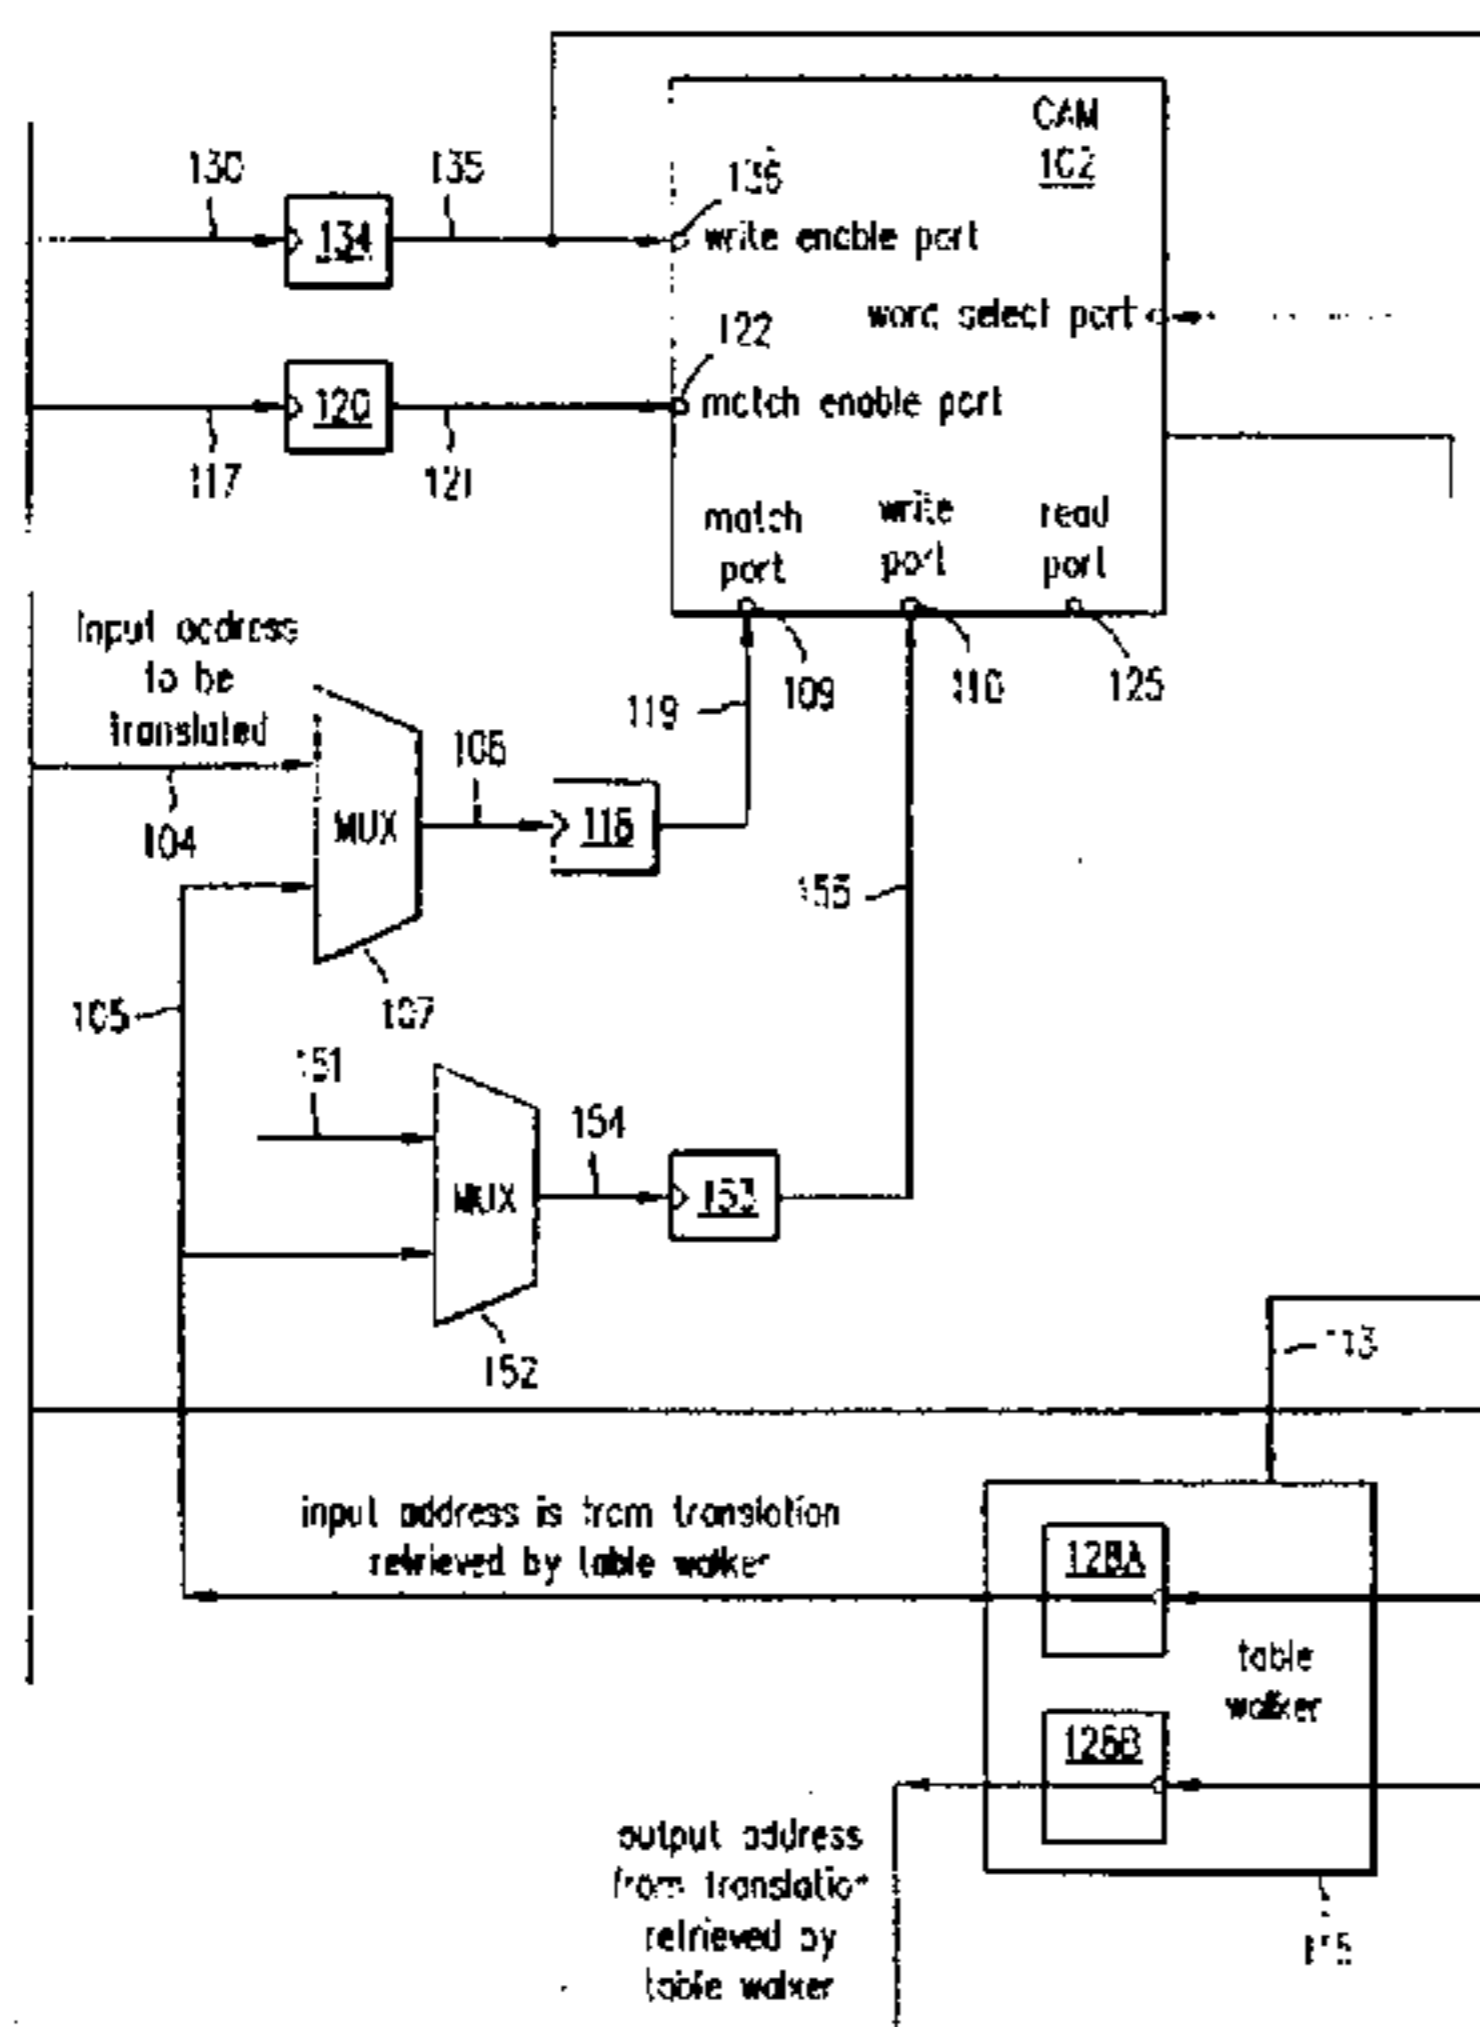 CAM
102
130
135
136
134
write enable port
word select port
122
120
match enable port
117
121
match
port
write
port
read
port
Input address
to be
translated
119
109
110
125
106
MUX
116
104
105
107
151
154
MUX
153
152
113
input address is from translation
retrieved by table walker
128A
table
walker
128B
output address
from translation
retrieved by
table walker